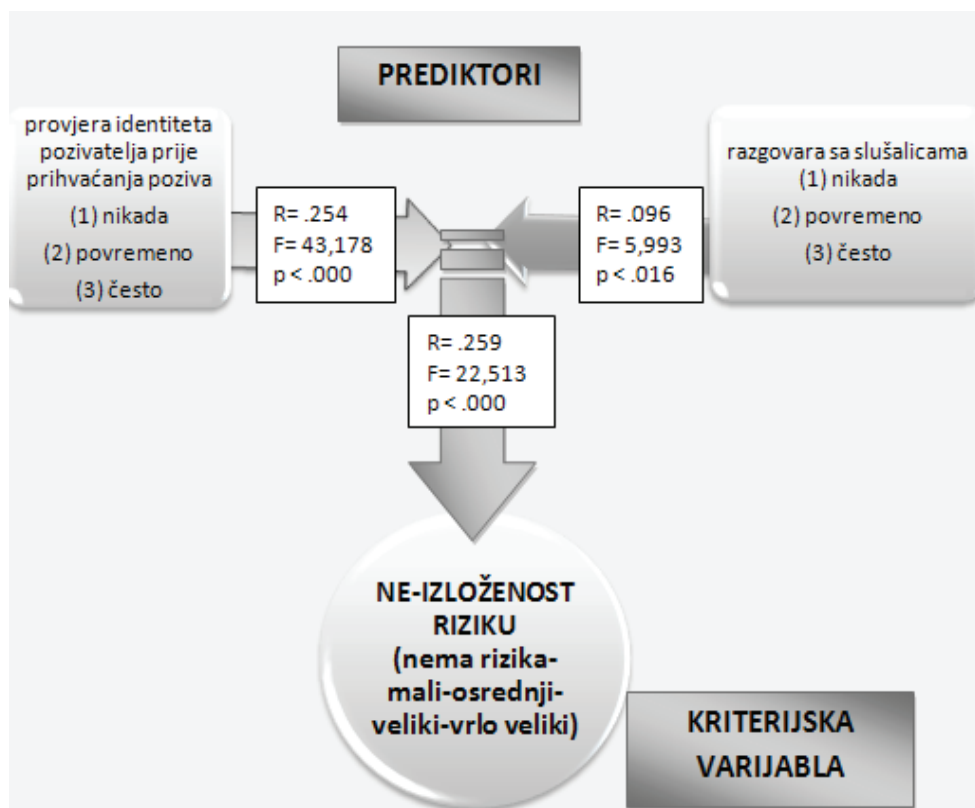 PREDIKTORI
provjera identiteta
pozivatelja prije
prihvaćanja poziva
(1) nikada
(2) povremeno
(3) često
R= .254
F= 43,178
p < .000
R= .096
F= 5,993
p < .016
razgovara sa slušalicama
(1) nikada
(2) povremeno
(3) često
R= .259
F= 22,513
p < .000
NE-IZLOŽENOST
RIZIKU
(nema rizika-
mali-osrednji-
veliki-vrlo veliki)
KRITERIJSKA
VARIJABLA